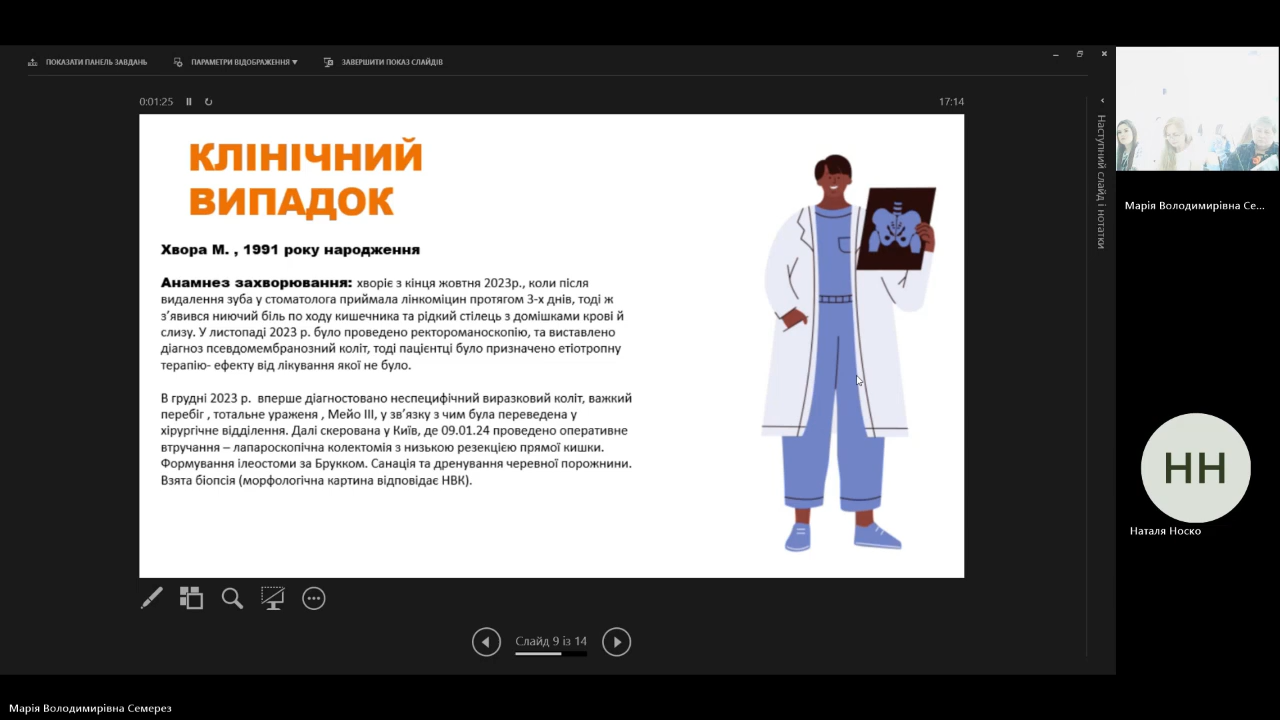 ПОКАЗАТИ ПАНЕЛЬ ЗАВДАНЬ
ПАРАМЕТРИ ВІДОБРАЖЕННЯ
ЗАВЕРШИТИ ПОКАЗ СЛАЙДІВ
0:01:25
17:14
КЛІНІЧНИЙ
ВИПАДОК
Хвора М. , 1991 року народження
Анамнез захворювання: хворіє з кінця жовтня 2023р., коли після
видалення зуба у стоматолога приймала лінкоміцин протягом 3-х днів, тоді ж
з’явився ниючий біль по ходу кишечника та рідкий стілець з домішками крові й
слизу. У листопаді 2023 р. було проведено ректороманоскопію, та виставлено
діагноз псевдомембранозний коліт, тоді пацієнтці було призначено етіотропну
терапію- ефекту від лікування якої не було.
В грудні 2023 р.  вперше діагностовано неспецифічний виразковий коліт, важкий
перебіг , тотальне ураженя , Мейо ІІІ, у зв’язку з чим була переведена у
хірургічне відділення. Далі скерована у Київ, де 09.01.24 проведено оперативне
втручання – лапароскопічна колектомія з низькою резекцією прямої кишки.
Формування ілеостоми за Брукком. Санація та дренування черевної порожнини.
Взята біопсія (морфологічна картина відповідає НВК).
Слайд 9 із 14
Наступний слайд і нотатки
Марія Володимирівна Се...
НН
Наталя Носко
Марія Володимирівна Семерез